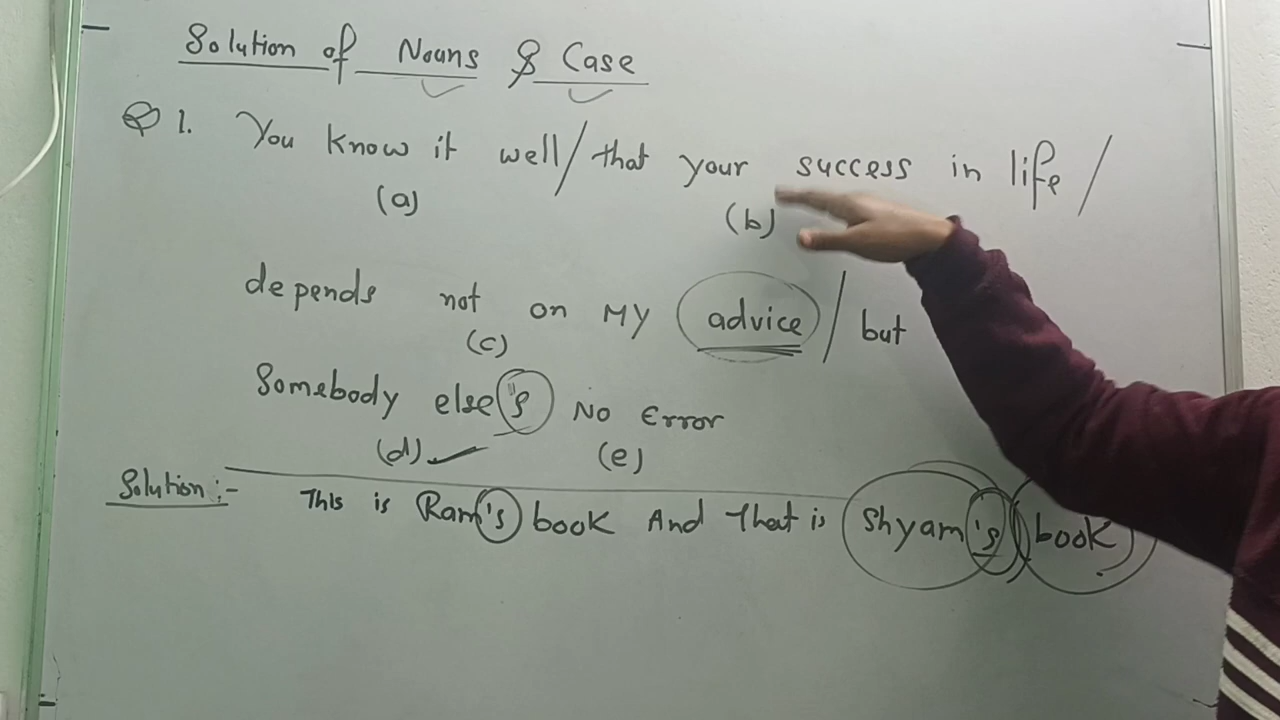 Solution of Nouns & Case
Q 1. You know it well/that your success in life/
(a) (b)
depends not on MY advice/but
(c)
Somebody else's No Error
(d) (e)
Solution:- This is Ram's book And that is Shyam's book